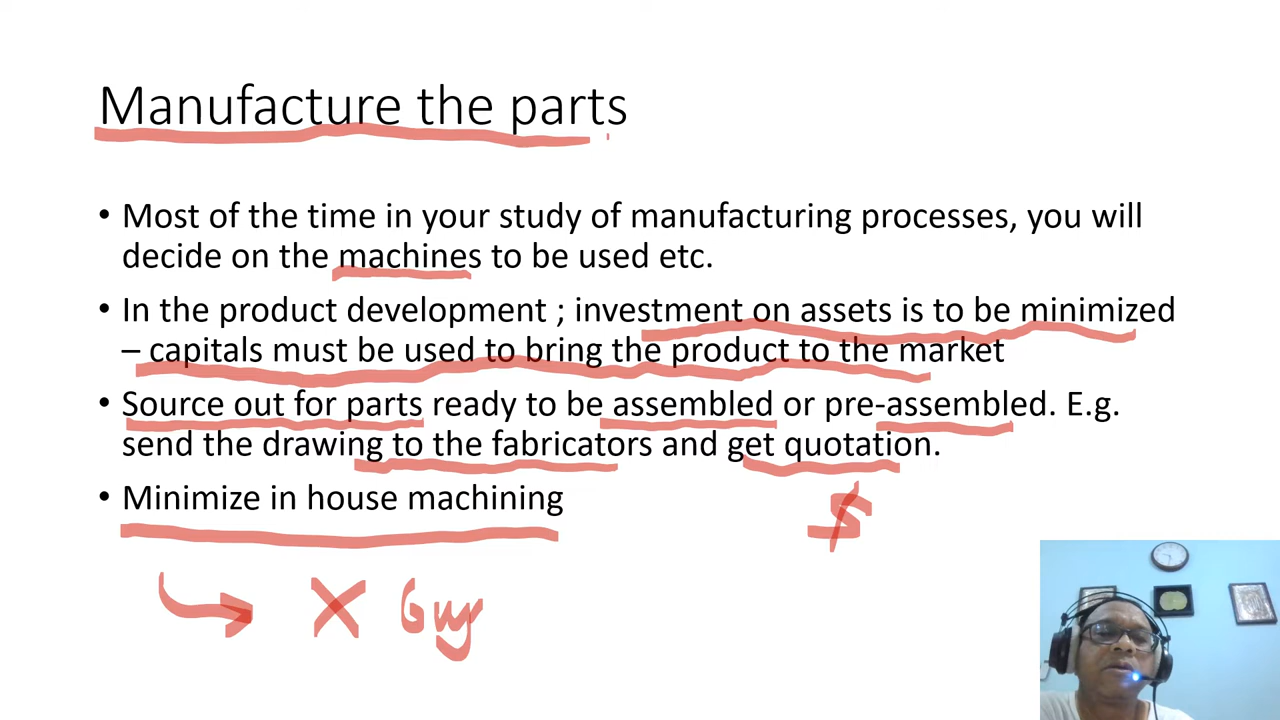 Manufacture the parts
• Most of the time in your study of manufacturing processes, you will
decide on the machines to be used etc.
• In the product development ; investment on assets is to be minimized
– capitals must be used to bring the product to the market
• Source out for parts ready to be assembled or pre-assembled. E.g.
send the drawing to the fabricators and get quotation.
• Minimize in house machining
$
X